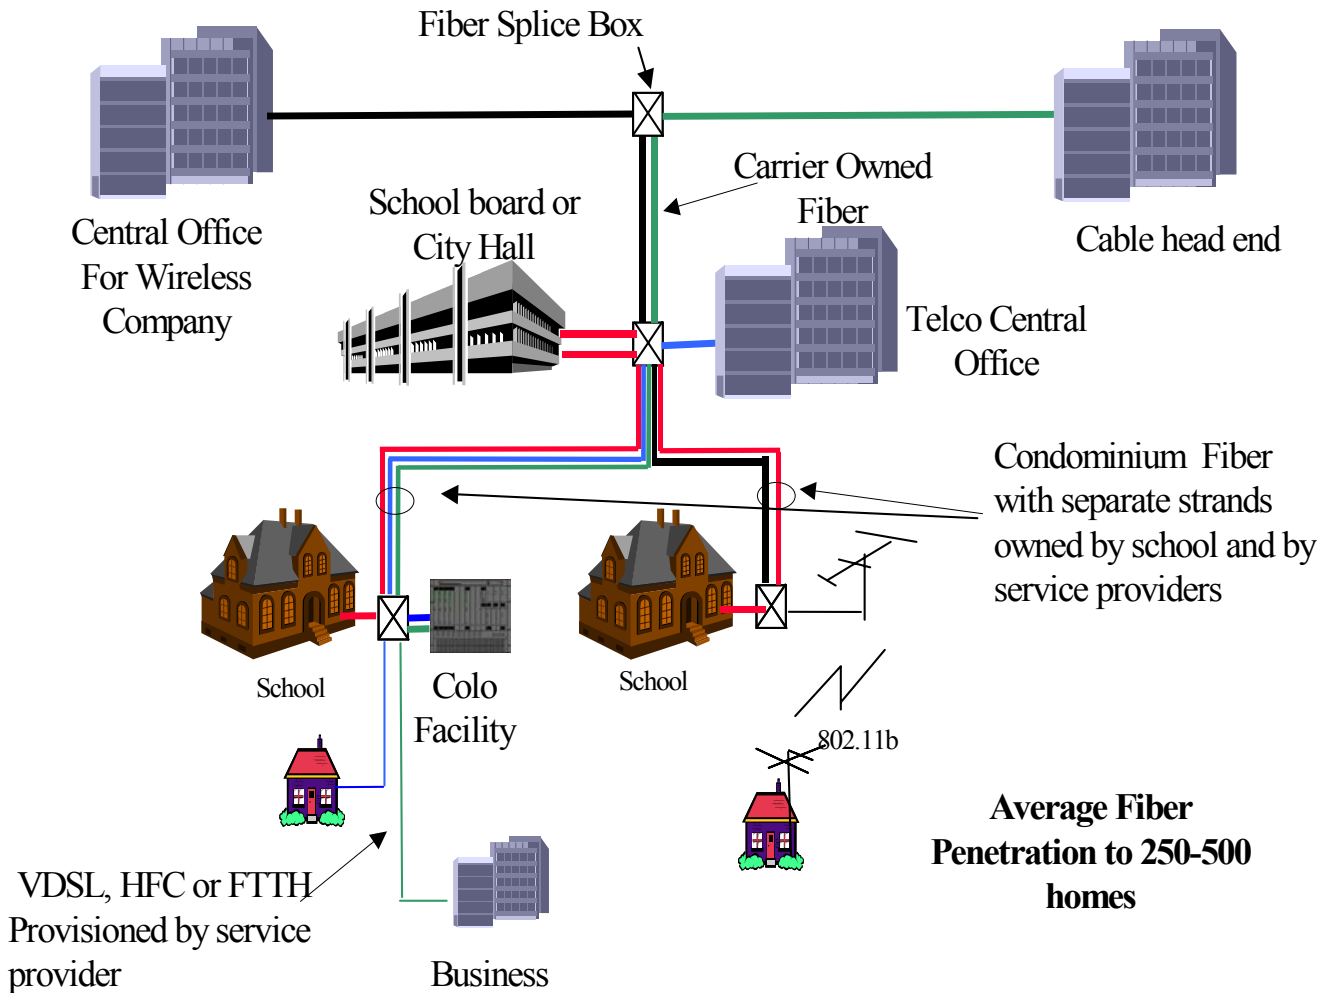 Fiber Splice Box
Carrier Owned
Fiber
School board or
City Hall
Central Office
For Wireless
Company
Cable head end
Telco Central
Office
Condominium Fiber
with separate strands
owned by school and by
service providers
School
Colo
Facility
School
802.11b
Average Fiber
Penetration to 250-500
homes
VDSL, HFC or FTTH
Provisioned by service
provider
Business